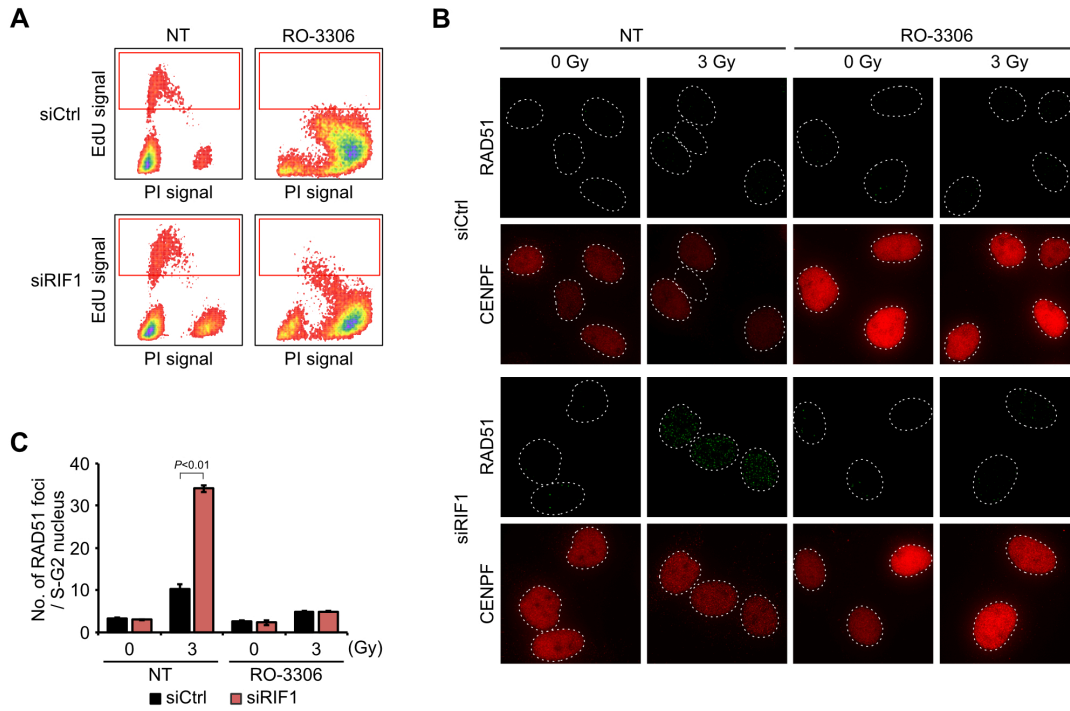 A
NT
RO-3306
siCtrl
EdU signal
PI signal
PI signal
siRIF1
EdU signal
PI signal
PI signal
B
NT
RO-3306
0 Gy
3 Gy
0 Gy
3 Gy
siCtrl
RAD51
CENPF
siRIF1
RAD51
CENPF
C
No. of RAD51 foci
/ S-G2 nucleus
40
30
20
10
0
P<0.01
0
3
0
3
(Gy)
NT
RO-3306
siCtrl
siRIF1